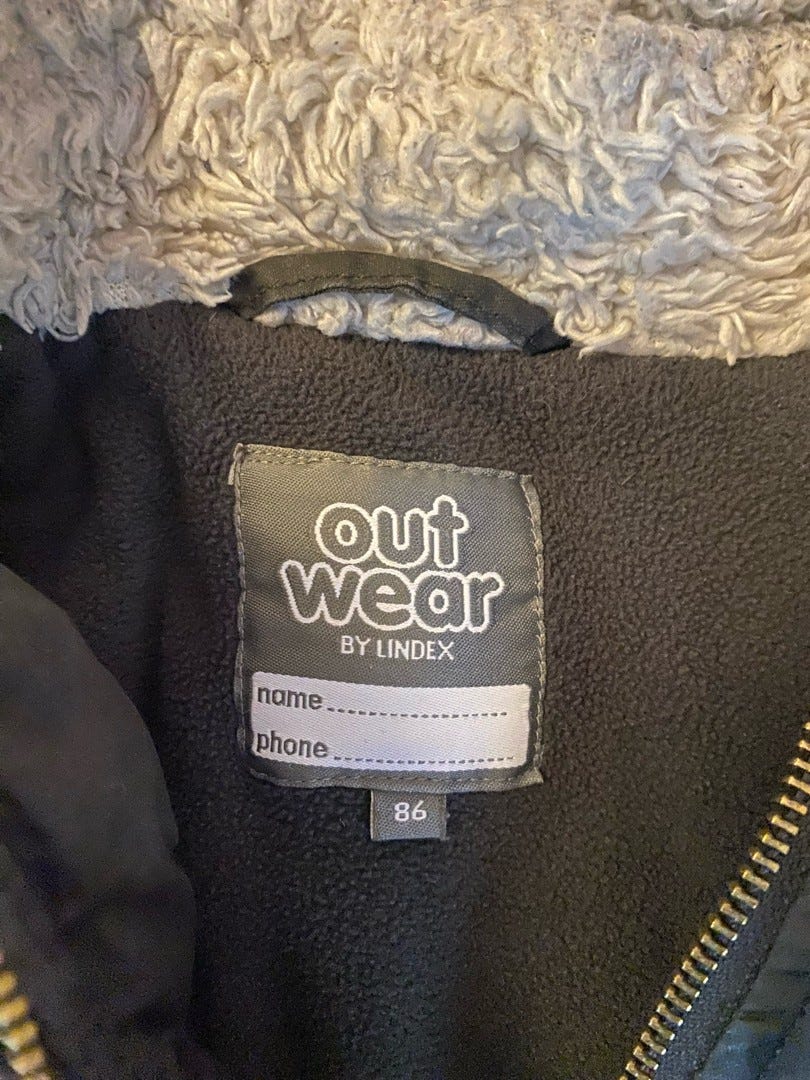 out
wear
BY LINDEX
name
phone
86